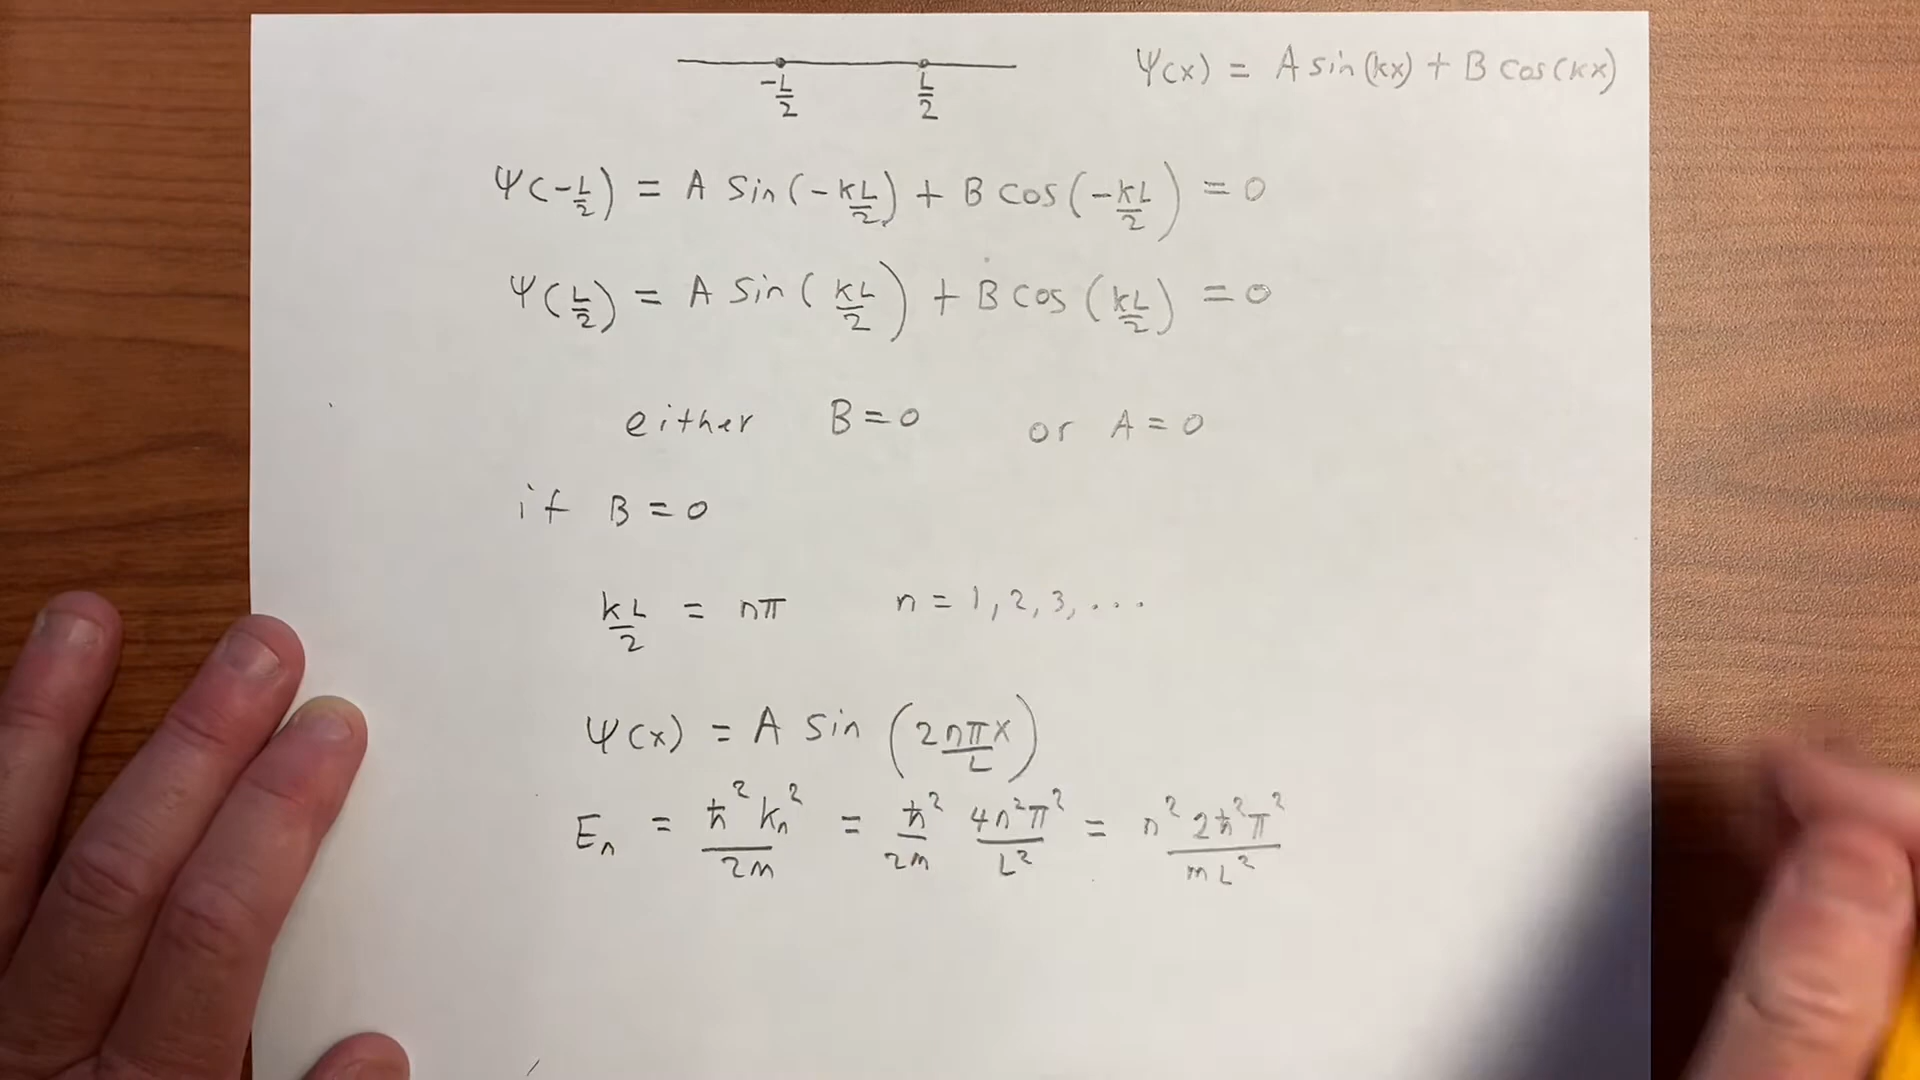 -L/2 L/2 Ψ(x) = A sin(kx) + B cos(kx)
Ψ(-L/2) = A sin(-kL/2) + B cos(-kL/2) = 0
Ψ(L/2) = A sin(kL/2) + B cos(kL/2) = 0
either B = 0 or A = 0
if B = 0
kL/2 = nπ n = 1, 2, 3, ...
Ψ(x) = A sin(2nπx/L)
Eₙ = ħ²kₙ²/2m = ħ²/2m 4n²π²/L² = n² 2ħ²π²/mL²